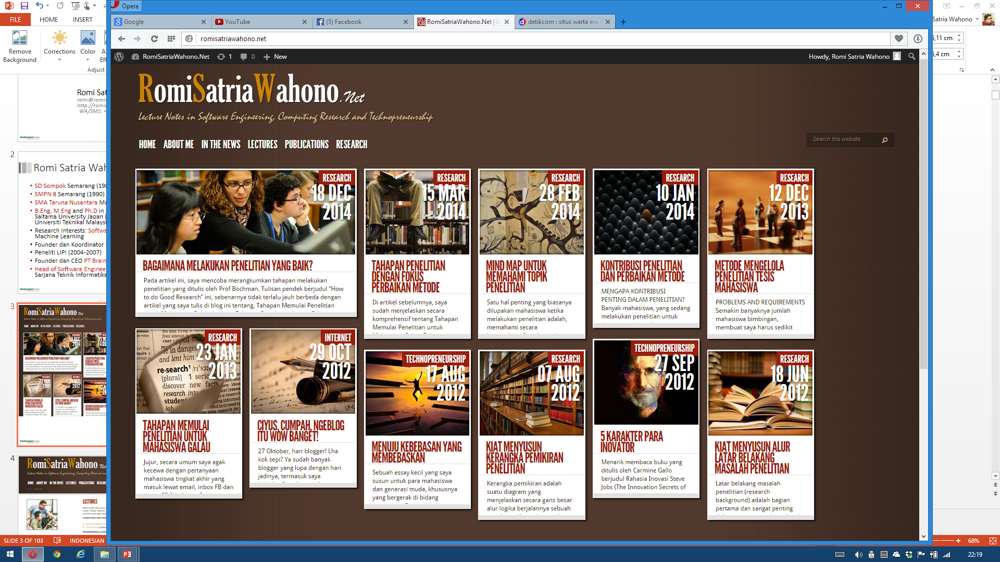 Opera
FILE
HOME
INSERT
Satria Wahono
Google
YouTube
(5) Facebook
RomiSatriaWahono.Net |
detikcom : situs warta era
romisatriawahono.net
Remove
Background
Corrections
Color
Adjust
11 cm
5,4 cm
RomiSatriaWahono.Net
1
0
New
Howdy, Romi Satria Wahono
RomiSatriaWahono.Net
Lecture Notes in Software Engineering, Computing Research and Technopreneurship
HOME
ABOUT ME
IN THE NEWS
LECTURES
PUBLICATIONS
RESEARCH
Search this website...
RESEARCH
18 DEC
2014
BAGAIMANA MELAKUKAN PENELITIAN YANG BAIK?
Pada artikel ini, saya mencoba merangkumkan tahapan melakukan
penelitian yang ditulis oleh Prof Bochman. Tulisan pendek berjudul “How
to do Good Research” ini, sebenarnya tidak terlalu jauh berbeda dengan
artikel yang saya tulis di blog ini tentang, Tahapan Memulai Penelitian
RESEARCH
15 MAR
2014
TAHAPAN PENELITIAN
DENGAN FOKUS
PERBAIKAN METODE
Di artikel sebelumnya, saya
sudah menjelaskan secara
komprehensif tentang Tahapan
Memulai Penelitian untuk
RESEARCH
28 FEB
2014
MIND MAP UNTUK
MEMAHAMI TOPIK
PENELITIAN
Satu hal penting yang biasanya
dilupakan mahasiswa ketika
melakukan penelitian adalah,
memahami secara
RESEARCH
10 JAN
2014
KONTRIBUSI PENELITIAN
DAN PERBAIKAN METODE
MENGAPA KONTRIBUSI
PENTING DALAM PENELITIAN?
Banyak mahasiswa, yang sedang
melakukan penelitian untuk
RESEARCH
12 DEC
2013
METODE MENGELOLA
PENELITIAN TESIS
MAHASISWA
PROBLEMS AND REQUIREMENTS
Semakin banyaknya jumlah
mahasiswa bimbingan,
membuat saya harus sedikit
RESEARCH
23 JAN
2013
TAHAPAN MEMULAI
PENELITIAN UNTUK
MAHASISWA GALAU
Jujur, secara umum saya agak
kecewa dengan pertanyaan
mahasiswa tingkat akhir yang
masuk lewat email, inbox FB dan
INTERNET
29 OCT
2012
CIYUS, CUMPAH, NGEBLOG
ITU WOW BANGET!
27 Oktober, hari blogger! Lha
kok sepi? Ya sudah banyak
blogger yang lupa dengan hari
jadinya, termasuk saya
TECHNOPRENEURSHIP
17 AUG
2012
MENUJU KEBEBASAN YANG
MEMBEBASKAN
Sebuah essay kecil yang saya
susun untuk para mahasiswa
dan generasi muda, khususnya
yang bergerak di bidang
RESEARCH
07 AUG
2012
KIAT MENYUSUN
KERANGKA PEMIKIRAN
PENELITIAN
Kerangka pemikiran adalah
suatu diagram yang
menjelaskan secara garis besar
alur logika berjalannya sebuah
TECHNOPRENEURSHIP
27 SEP
2012
5 KARAKTER PARA
INOVATOR
Menarik membaca buku yang
ditulis oleh Carmine Gallo
berjudul Rahasia Inovasi Steve
Jobs (The Innovation Secrets of
RESEARCH
18 JUN
2012
KIAT MENYUSUN ALUR
LATAR BELAKANG
MASALAH PENELITIAN
Latar belakang masalah
penelitian (research
background) adalah bagian
pertama dan sangat penting
Romi Sat
romi@romis
http://romis
WA/SMS: +
2
Romi Satria Wah
• SD Sompok Semarang (198
• SMPN 8 Semarang (1990)
• SMA Taruna Nusantara Ma
• B.Eng, M.Eng and Ph.D in S
Saitama University Japan (
Universiti Teknikal Malaysi
• Research Interests: Softwa
Machine Learning
• Founder dan Koordinator
• Peneliti LIPI (2004-2007)
• Founder dan CEO PT Brain
• Head of Software Enginee
Sarjana Teknik Informatika
3
4
RomiSatriaWahono.Net
HOME ABOUT ME IN THE NEWS LECTURES PUBLICATIONS
LECTURES
SLIDE 3 OF 103
INDONESIAN
68%
22:19